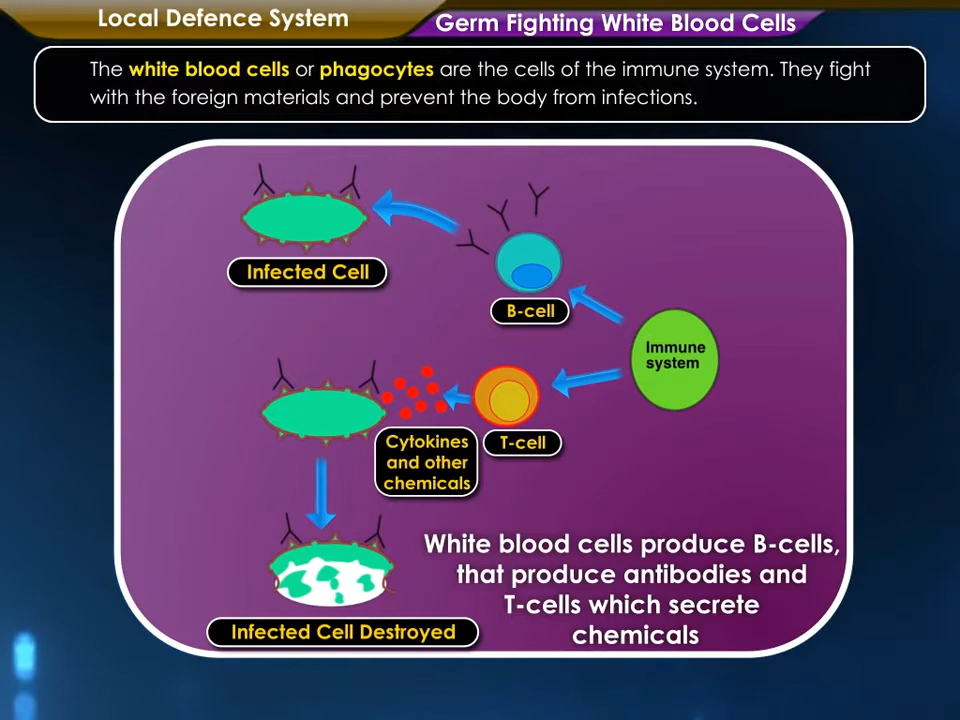 Local Defence System
Germ Fighting White Blood Cells
The white blood cells or phagocytes are the cells of the immune system. They fight
with the foreign materials and prevent the body from infections.
Infected Cell
B-cell
Immune
system
Cytokines
and other
chemicals
T-cell
White blood cells produce B-cells,
that produce antibodies and
T-cells which secrete
chemicals
Infected Cell Destroyed